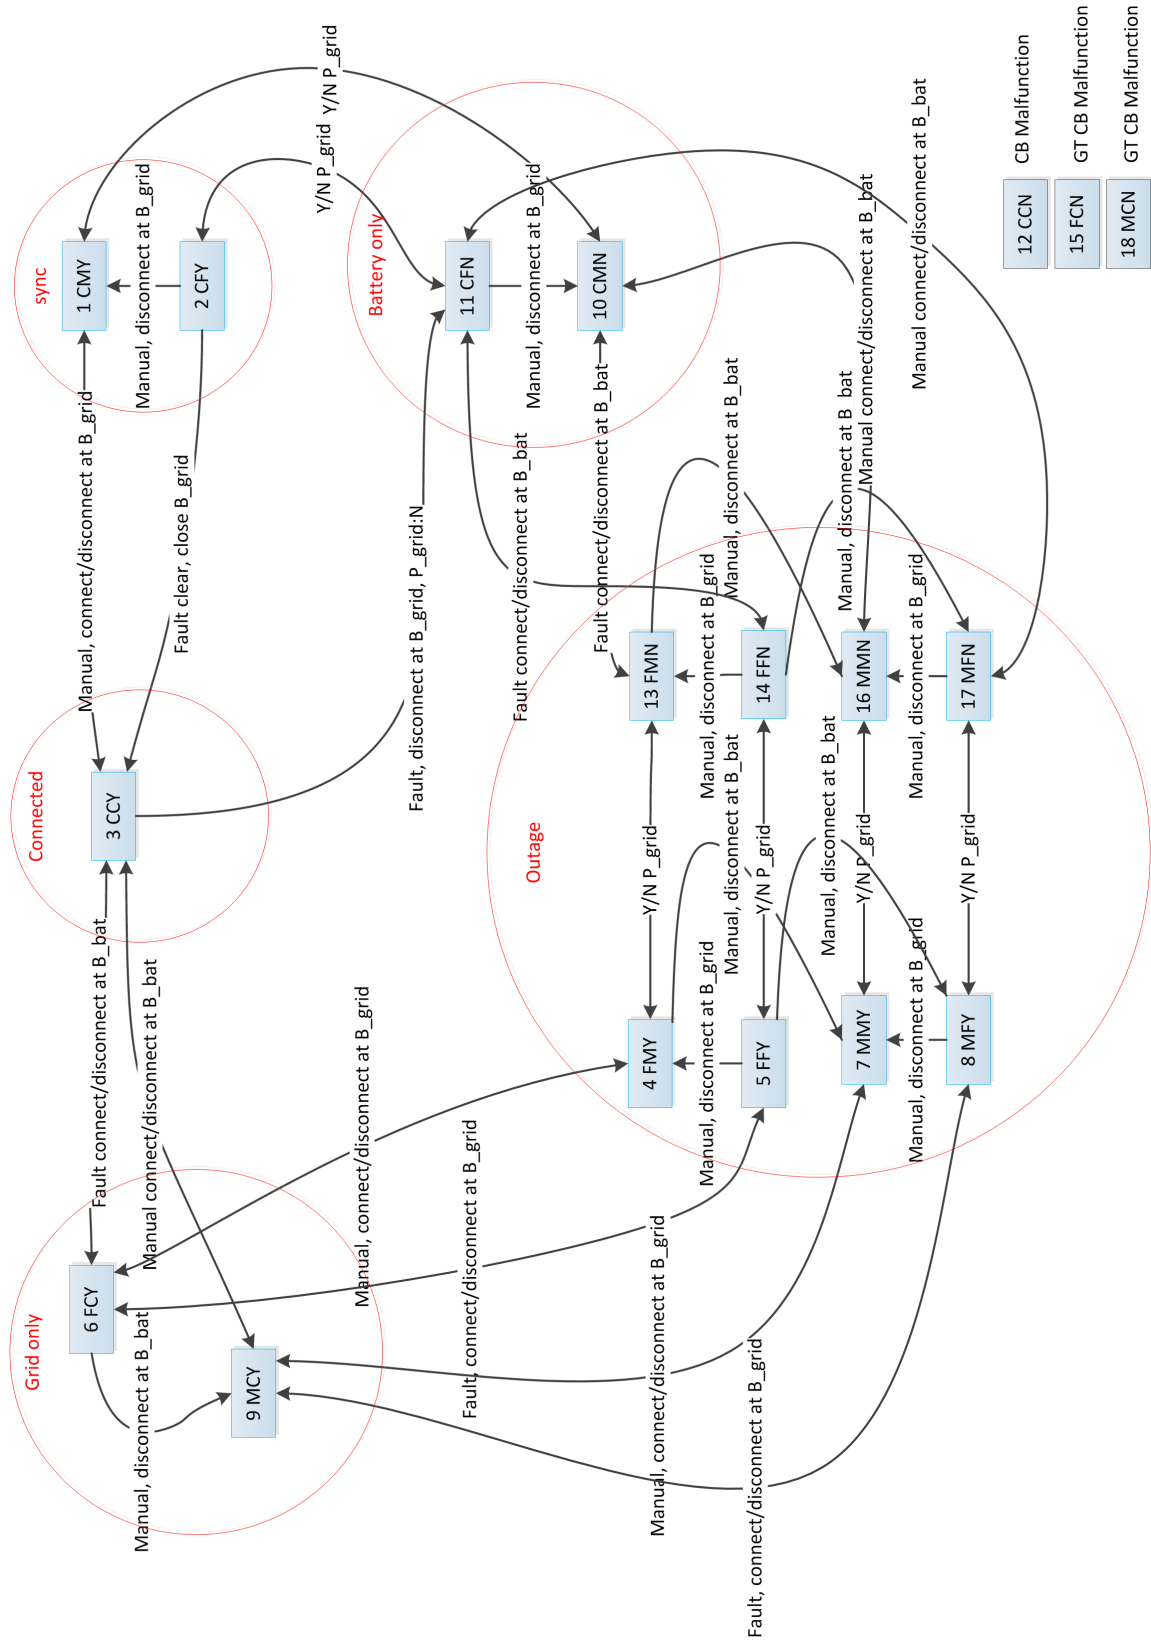 Grid only
6 FCY
9 MCY
Manual, disconnect at B_bat
Fault connect/disconnect at B_bat
Manual connect/disconnect at B_bat
Connected
3 CCY
Manual, connect/disconnect at B_grid
Fault clear, close B_grid
sync
1 CMY
2 CFY
Manual, disconnect at B_grid
Y/N P_grid
Y/N P_grid
Battery only
11 CFN
10 CMN
Manual, disconnect at B_grid
Fault, disconnect at B_grid, P_grid:N
Fault connect/disconnect at B_bat
Fault connect/disconnect at B_bat
Manual connect/disconnect at B_bat
Manual connect/disconnect at B_bat
Manual, connect/disconnect at B_grid
Fault, connect/disconnect at B_grid
Manual, connect/disconnect at B_grid
Fault, connect/disconnect at B_grid
Outage
4 FMY
5 FFY
7 MMY
8 MFY
Manual, disconnect at B_grid
Manual, disconnect at B_bat
Manual, disconnect at B_bat
Manual, disconnect at B_grid
Y/N P_grid
Y/N P_grid
Y/N P_grid
Y/N P_grid
13 FMN
14 FFN
16 MMN
17 MFN
Manual, disconnect at B_grid
Manual, disconnect at B_bat
Manual, disconnect at B_bat
Manual, disconnect at B_grid
12 CCN
CB Malfunction
15 FCN
GT CB Malfunction
18 MCN
GT CB Malfunction